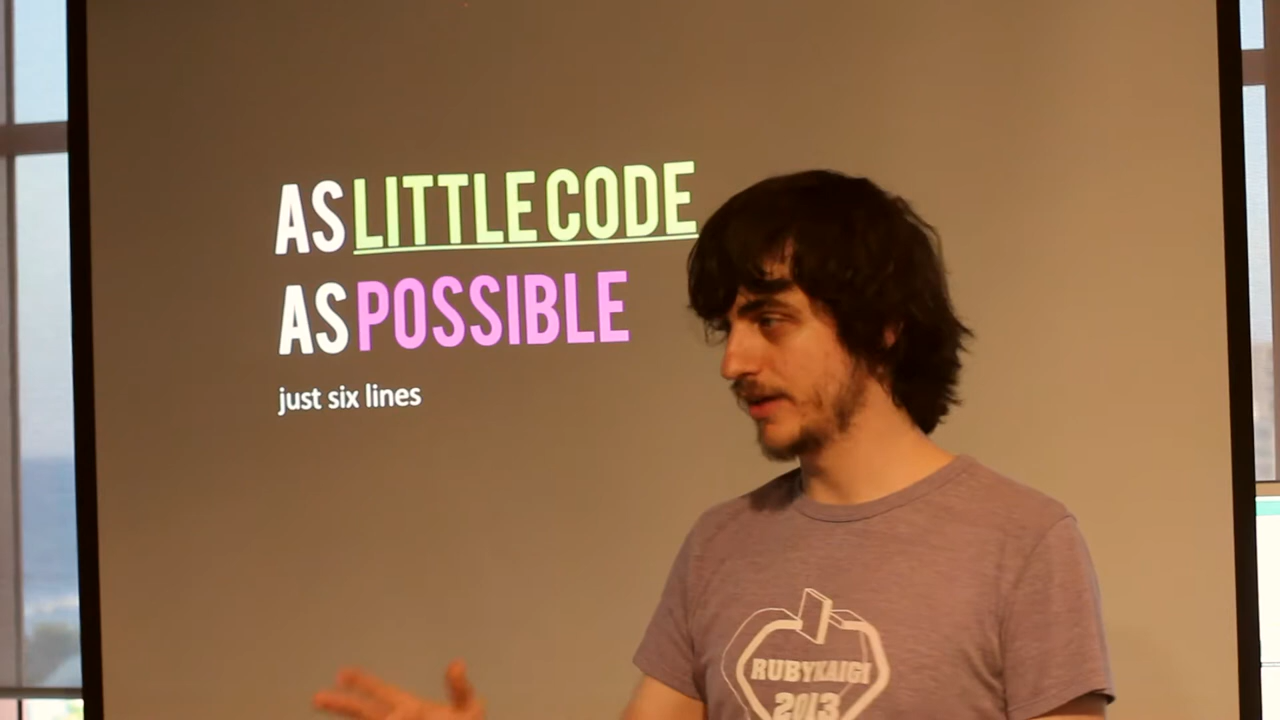 AS LITTLE CODE
AS POSSIBLE
just six lines
RUBYKAIGI
2013